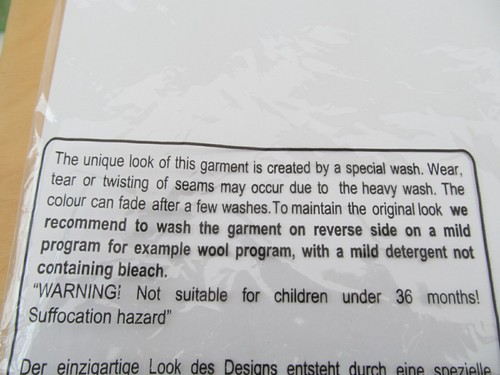 The unique look of this garment is created by a special wash. Wear,
tear or twisting of seams may occur due to the heavy wash. The
colour can fade after a few washes.To maintain the original look we
recommend to wash the garment on reverse side on a mild
program for example wool program, with a mild detergent not
containing bleach.
“WARNING! Not suitable for children under 36 months!
Suffocation hazard”
Der einzigartige Look des Designs entsteht durch eine spezielle